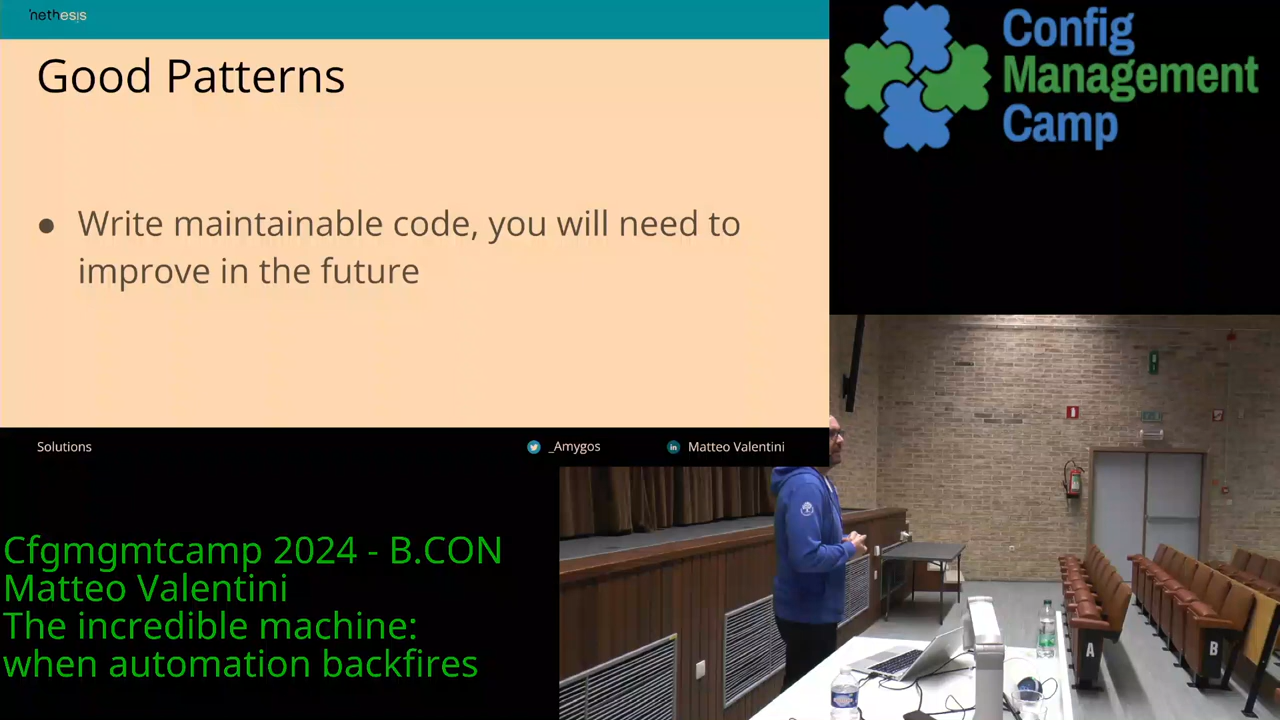 nethesis
Good Patterns
● Write maintainable code, you will need to
improve in the future
Solutions
_Amygos
in
Matteo Valentini
Config
Management
Camp
Cfgmgmtcamp 2024 - B.CON
Matteo Valentini
The incredible machine:
when automation backfires
A
B